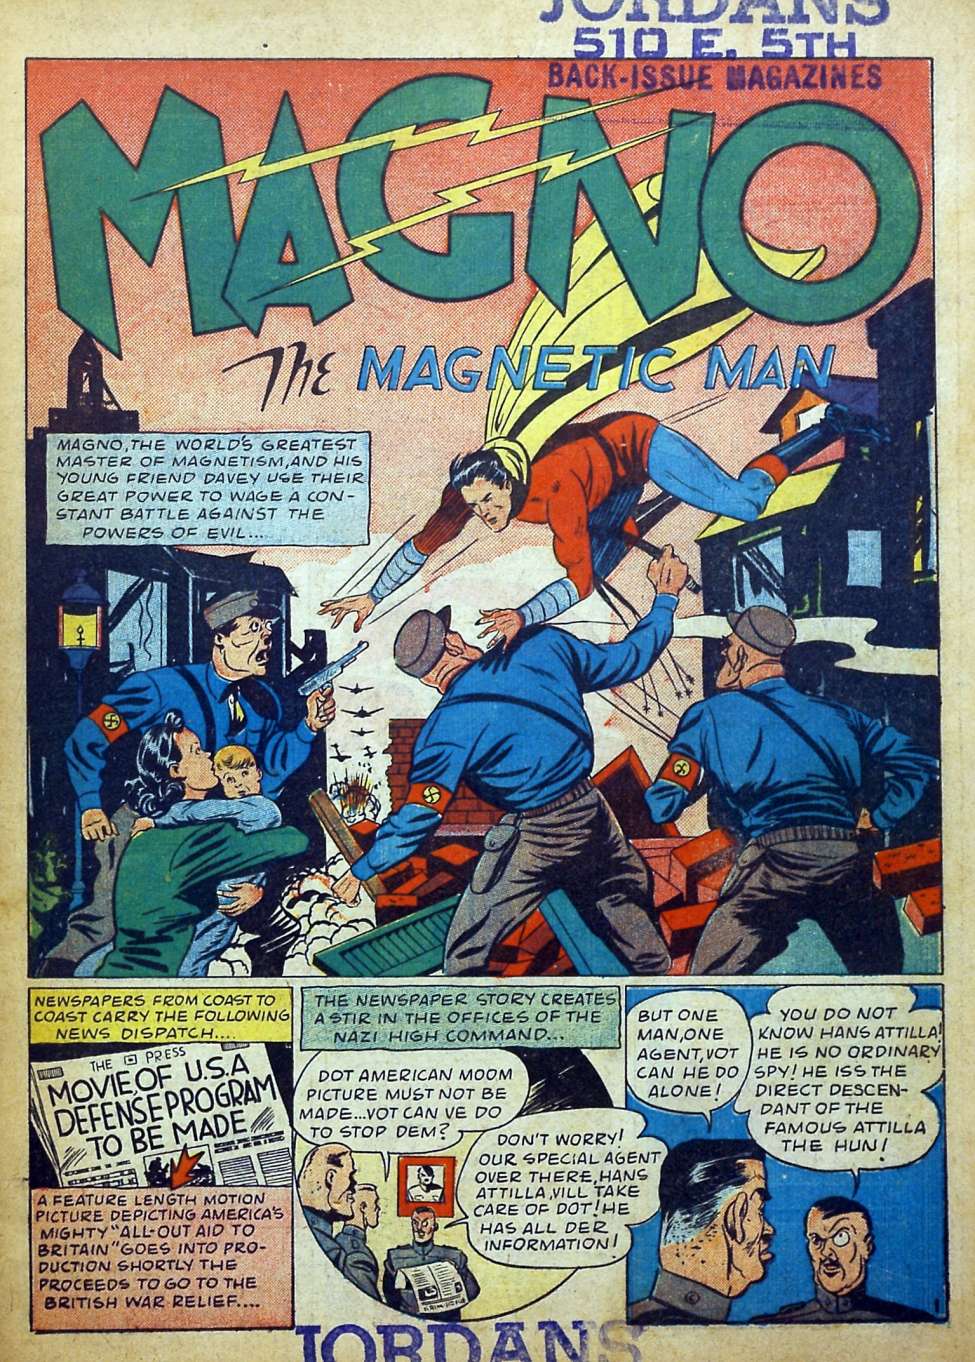 JORDANS
510 E. 5TH
BACK-ISSUE MAGAZINES
MAGNO
The MAGNETIC MAN
MAGNO, THE WORLD'S GREATEST
MASTER OF MAGNETISM, AND HIS
YOUNG FRIEND DAVEY USE THEIR
GREAT POWER TO WAGE A CON-
STANT BATTLE AGAINST THE
POWERS OF EVIL...
NEWSPAPERS FROM COAST TO
COAST CARRY THE FOLLOWING
NEWS DISPATCH....
THE PRESS
MOVIE, OF U.S.A
DEFENSE PROGRAM
TO BE MADE
A FEATURE LENGTH MOTION
PICTURE DEPICTING AMERICA'S
MIGHTY "ALL-OUT AID TO
BRITAIN" GOES INTO PRO-
DUCTION SHORTLY THE
PROCEEDS TO GO TO THE
BRITISH WAR RELIEF....
THE NEWSPAPER STORY CREATES
A STIR IN THE OFFICES OF THE
NAZI HIGH COMMAND...
DOT AMERICAN MOOM
PICTURE MUST NOT BE
MADE...VOT CAN VE DO
TO STOP DEM?
DON'T WORRY!
OUR SPECIAL AGENT
OVER THERE, HANS
ATTILLA, VILL TAKE
CARE OF DOT! HE
HAS ALL DER
INFORMATION!
BUT ONE
MAN, ONE
AGENT, VOT
CAN HE DO
ALONE!
YOU DO NOT
KNOW HANS ATTILLA!
HE IS NO ORDINARY
SPY! HE ISS THE
DIRECT DESCEN-
DANT OF THE
FAMOUS ATTILLA
THE HUN!
©
1
JORDANS